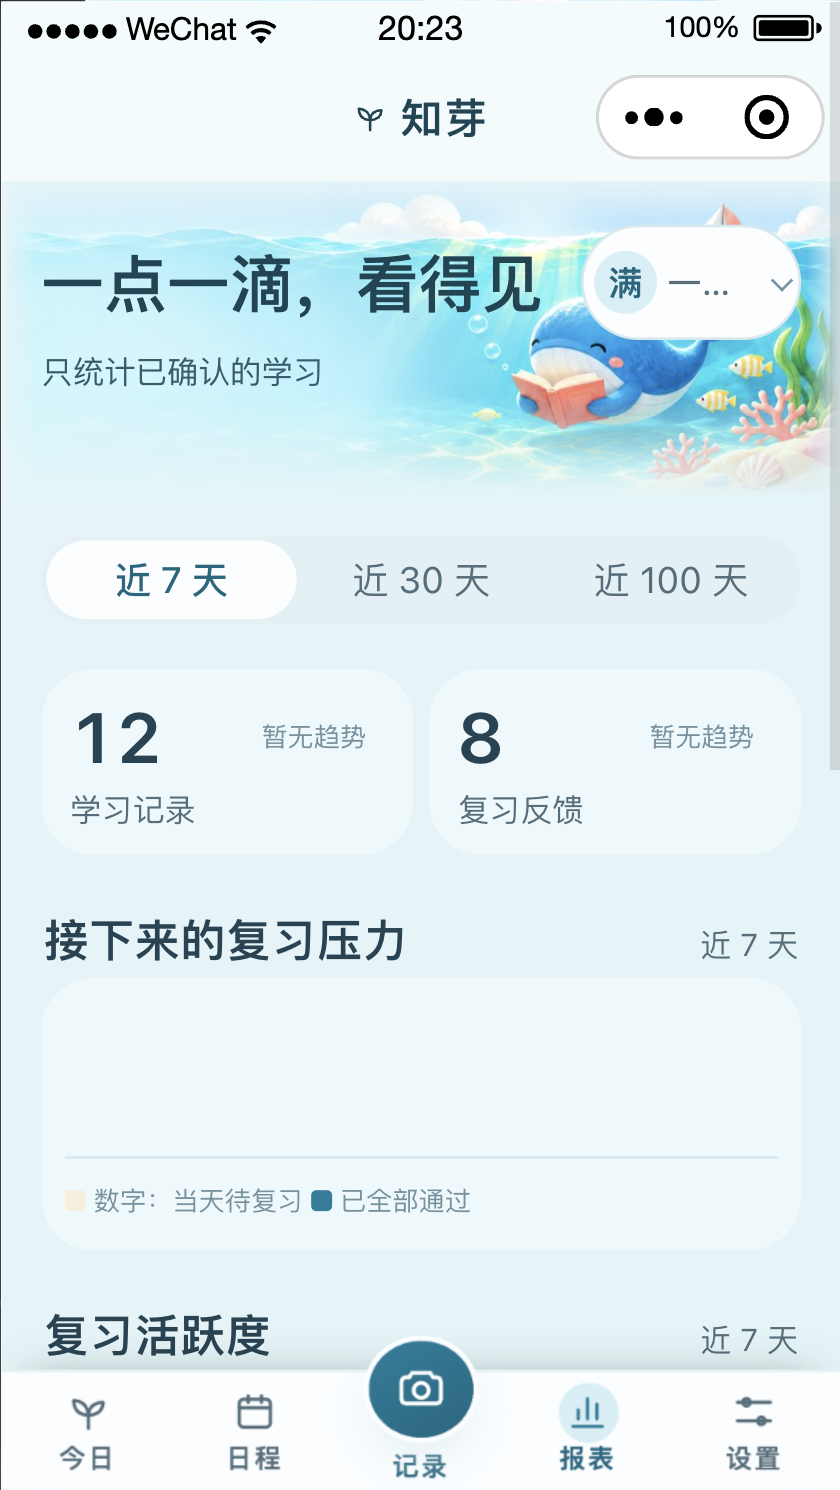 ●●●●● WeChat 20:23 100%
知芽
一点一滴，看得见
满 一...
只统计已确认的学习
近 7 天 近 30 天 近 100 天
12 暂无趋势
学习记录
8 暂无趋势
复习反馈
接下来的复习压力 近 7 天
数字：当天待复习 已全部通过
复习活跃度 近 7 天
今日 日程 记录 报表 设置